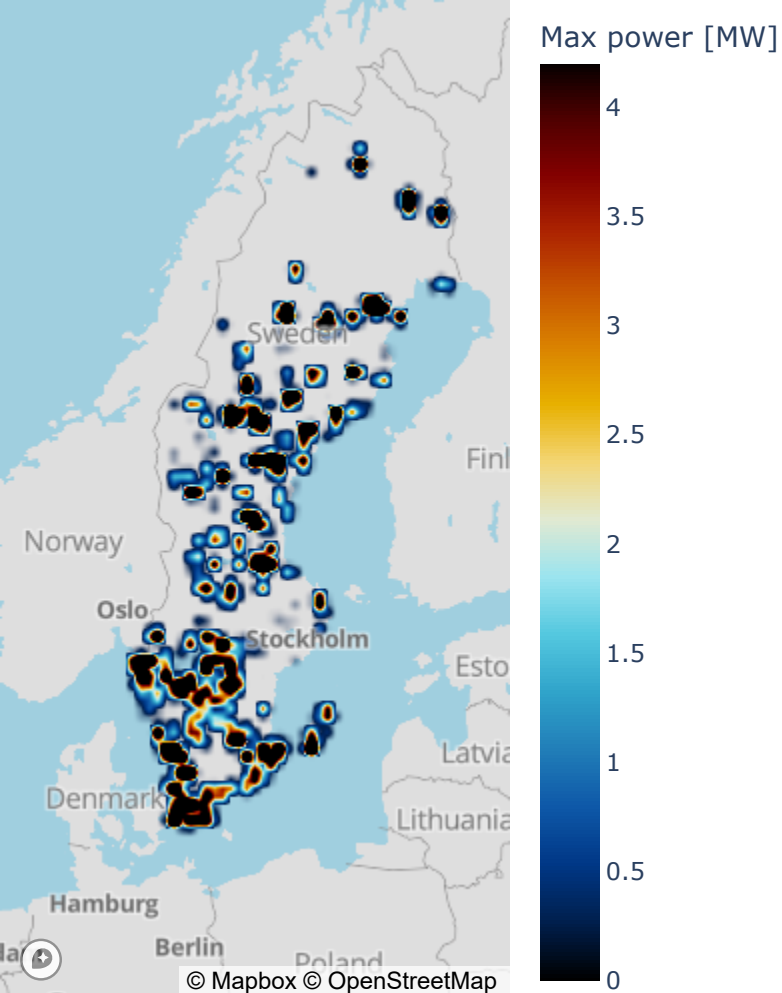 Max power [MW]
4
3.5
3
2.5
2
1.5
1
0.5
0
Sweden
Finl
Norway
Oslo
Stockholm
Esto
Latvia
Denmark
Lithuania
Hamburg
Berlin
Poland
© Mapbox © OpenStreetMap